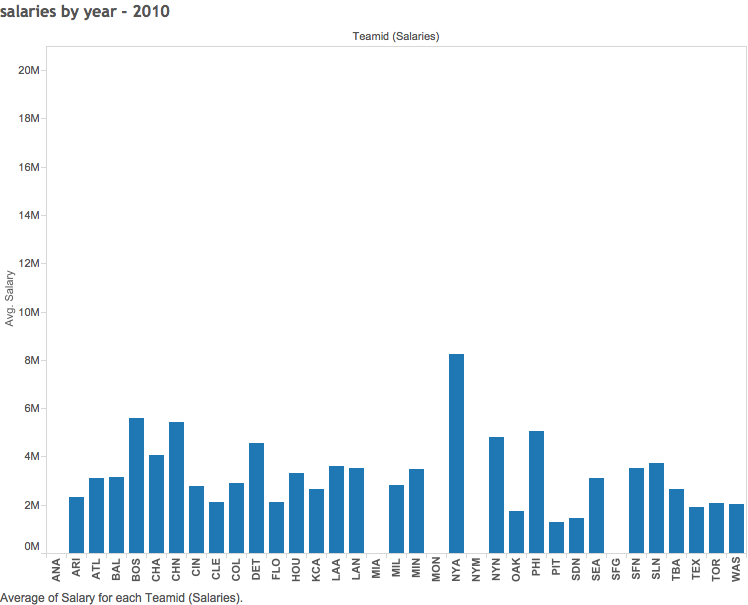 salaries by year - 2010
Teamid (Salaries)
20M
18M
16M
14M
12M
10M
8M
6M
4M
2M
0M
Avg. Salary
ANA
ARI
ATL
BAL
BOS
CHA
CHN
CIN
CLE
COL
DET
FLO
HOU
KCA
LAA
LAN
MIA
MIL
MIN
MON
NYA
NYM
NYN
OAK
PHI
PIT
SDN
SEA
SFG
SFN
SLN
TBA
TEX
TOR
WAS
Average of Salary for each Teamid (Salaries).